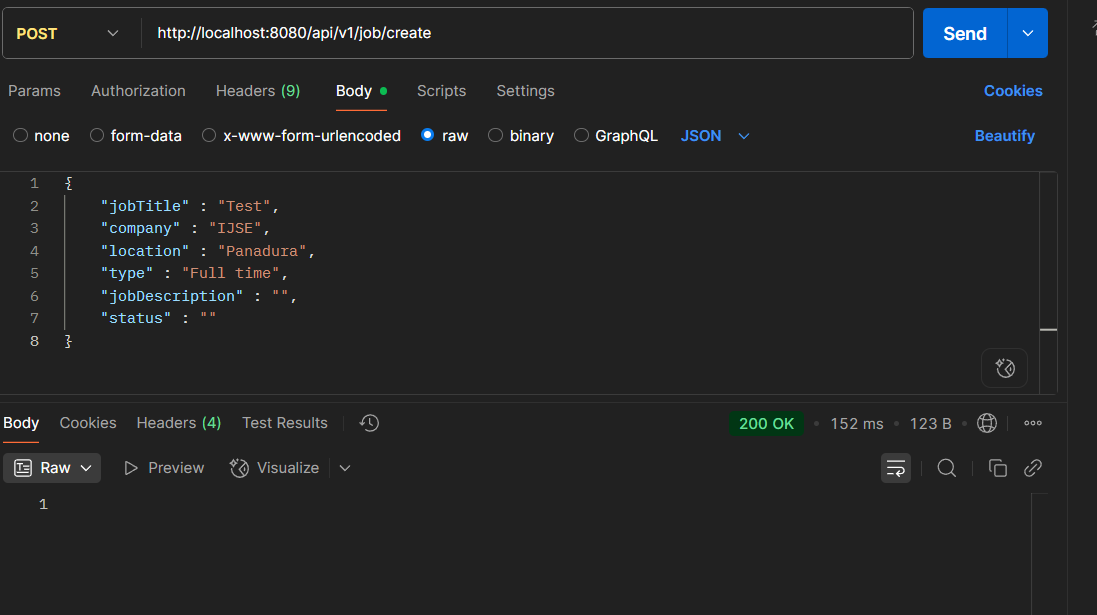 POST http://localhost:8080/api/v1/job/create Send
Params Authorization Headers (9) Body Scripts Settings Cookies
none form-data x-www-form-urlencoded raw binary GraphQL JSON Beautify
1 {
2 "jobTitle" : "Test",
3 "company" : "IJSE",
4 "location" : "Panadura",
5 "type" : "Full time",
6 "jobDescription" : "",
7 "status" : ""
8 }
Body Cookies Headers (4) Test Results 200 OK 152 ms 123 B
Raw Preview Visualize
1